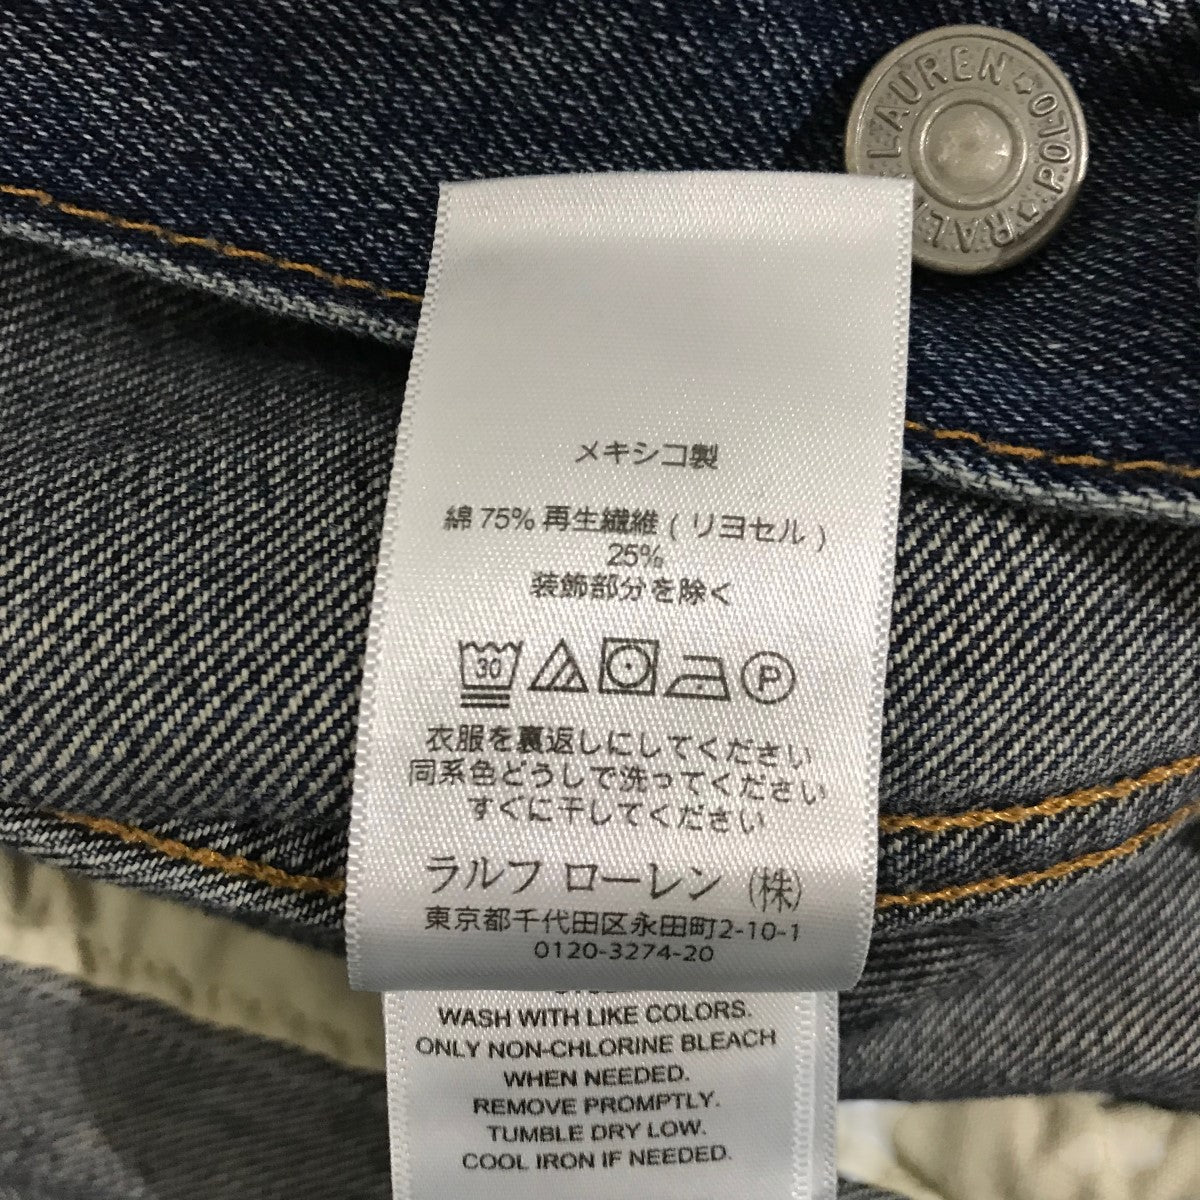 LAUREN POLO RAL
メキシコ製
綿 75% 再生繊維 ( リヨセル )
25%
装飾部分を除く
30 P
衣服を裏返しにしてください
同系色どうしで洗ってください
すぐに干してください
ラルフ ローレン (株)
東京都千代田区永田町2-10-1
0120-3274-20
WASH WITH LIKE COLORS.
ONLY NON-CHLORINE BLEACH
WHEN NEEDED.
REMOVE PROMPTLY.
TUMBLE DRY LOW.
COOL IRON IF NEEDED.